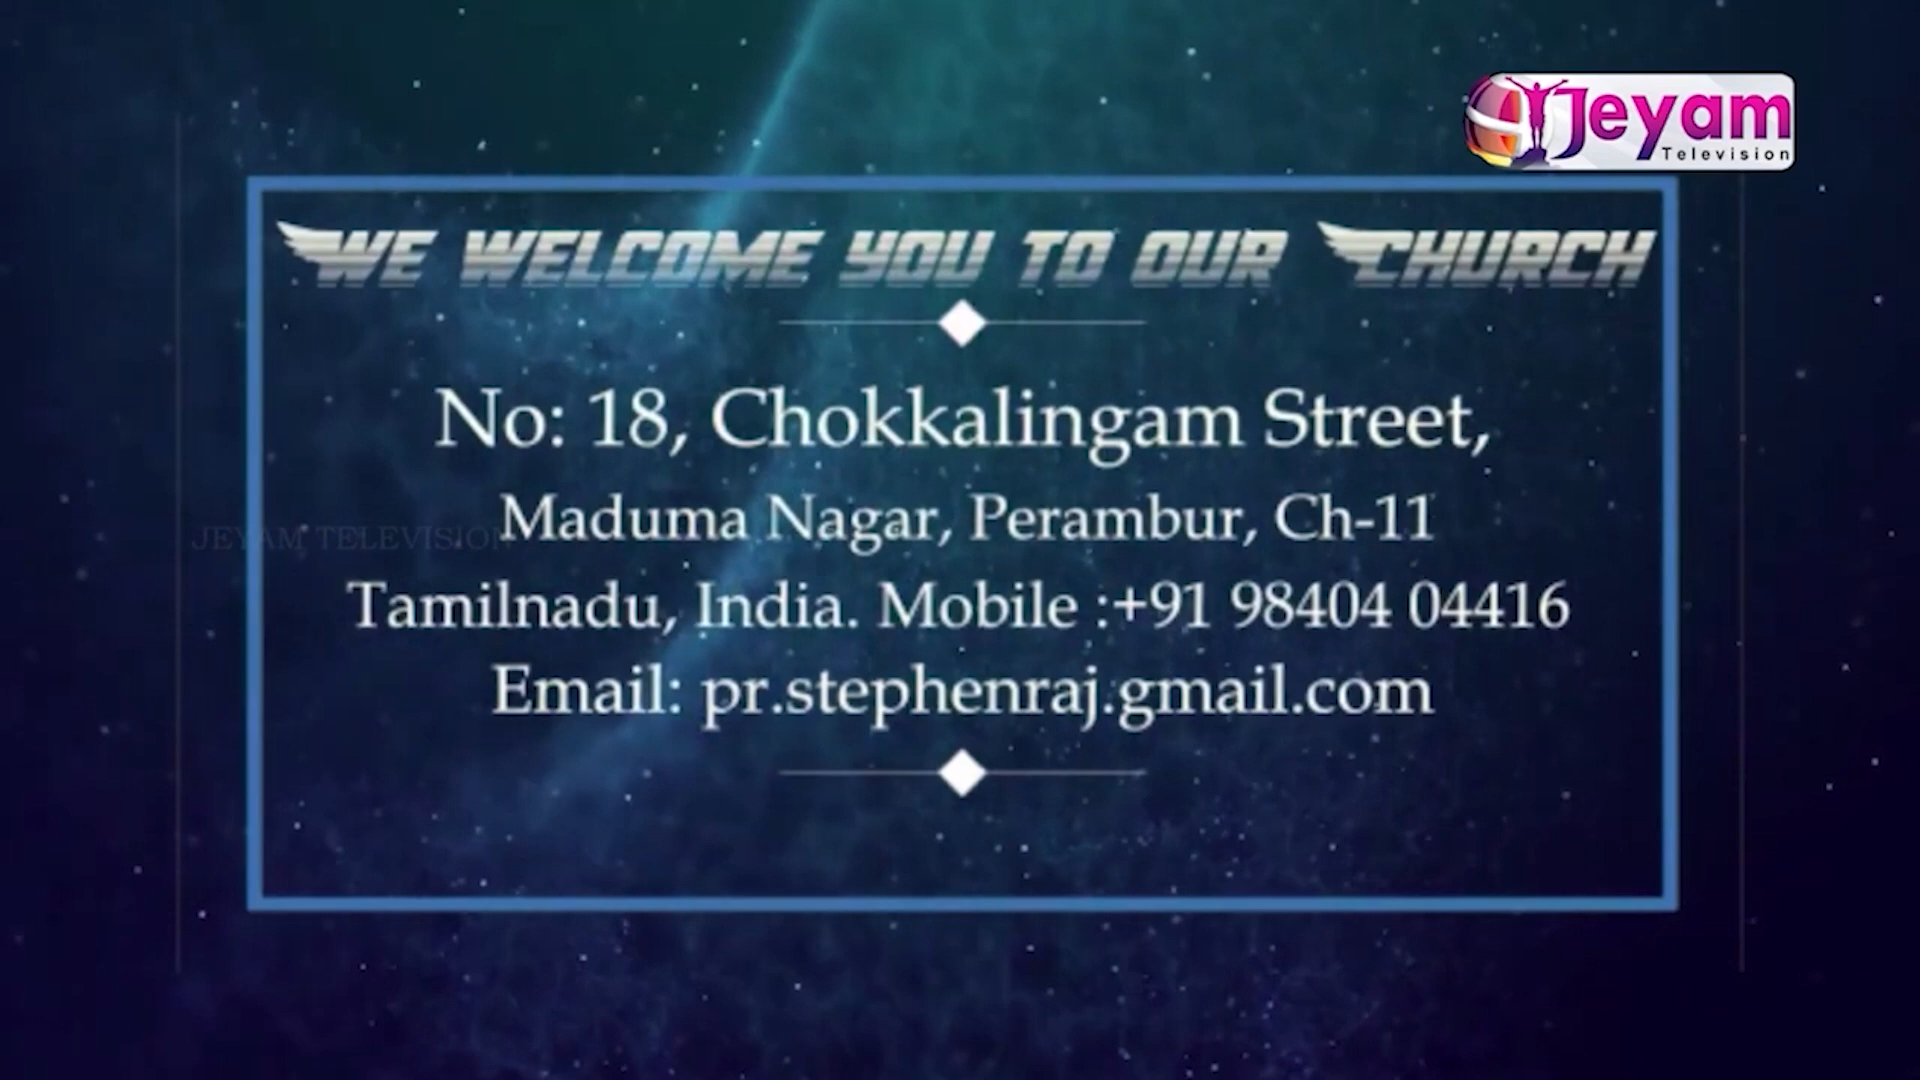 Jeyam
Television
WE WELCOME YOU TO OUR CHURCH
No: 18, Chokkalingam Street,
Maduma Nagar, Perambur, Ch-11
JEYAM TELEVISION
Tamilnadu, India. Mobile :+91 98404 04416
Email: pr.stephenraj.gmail.com